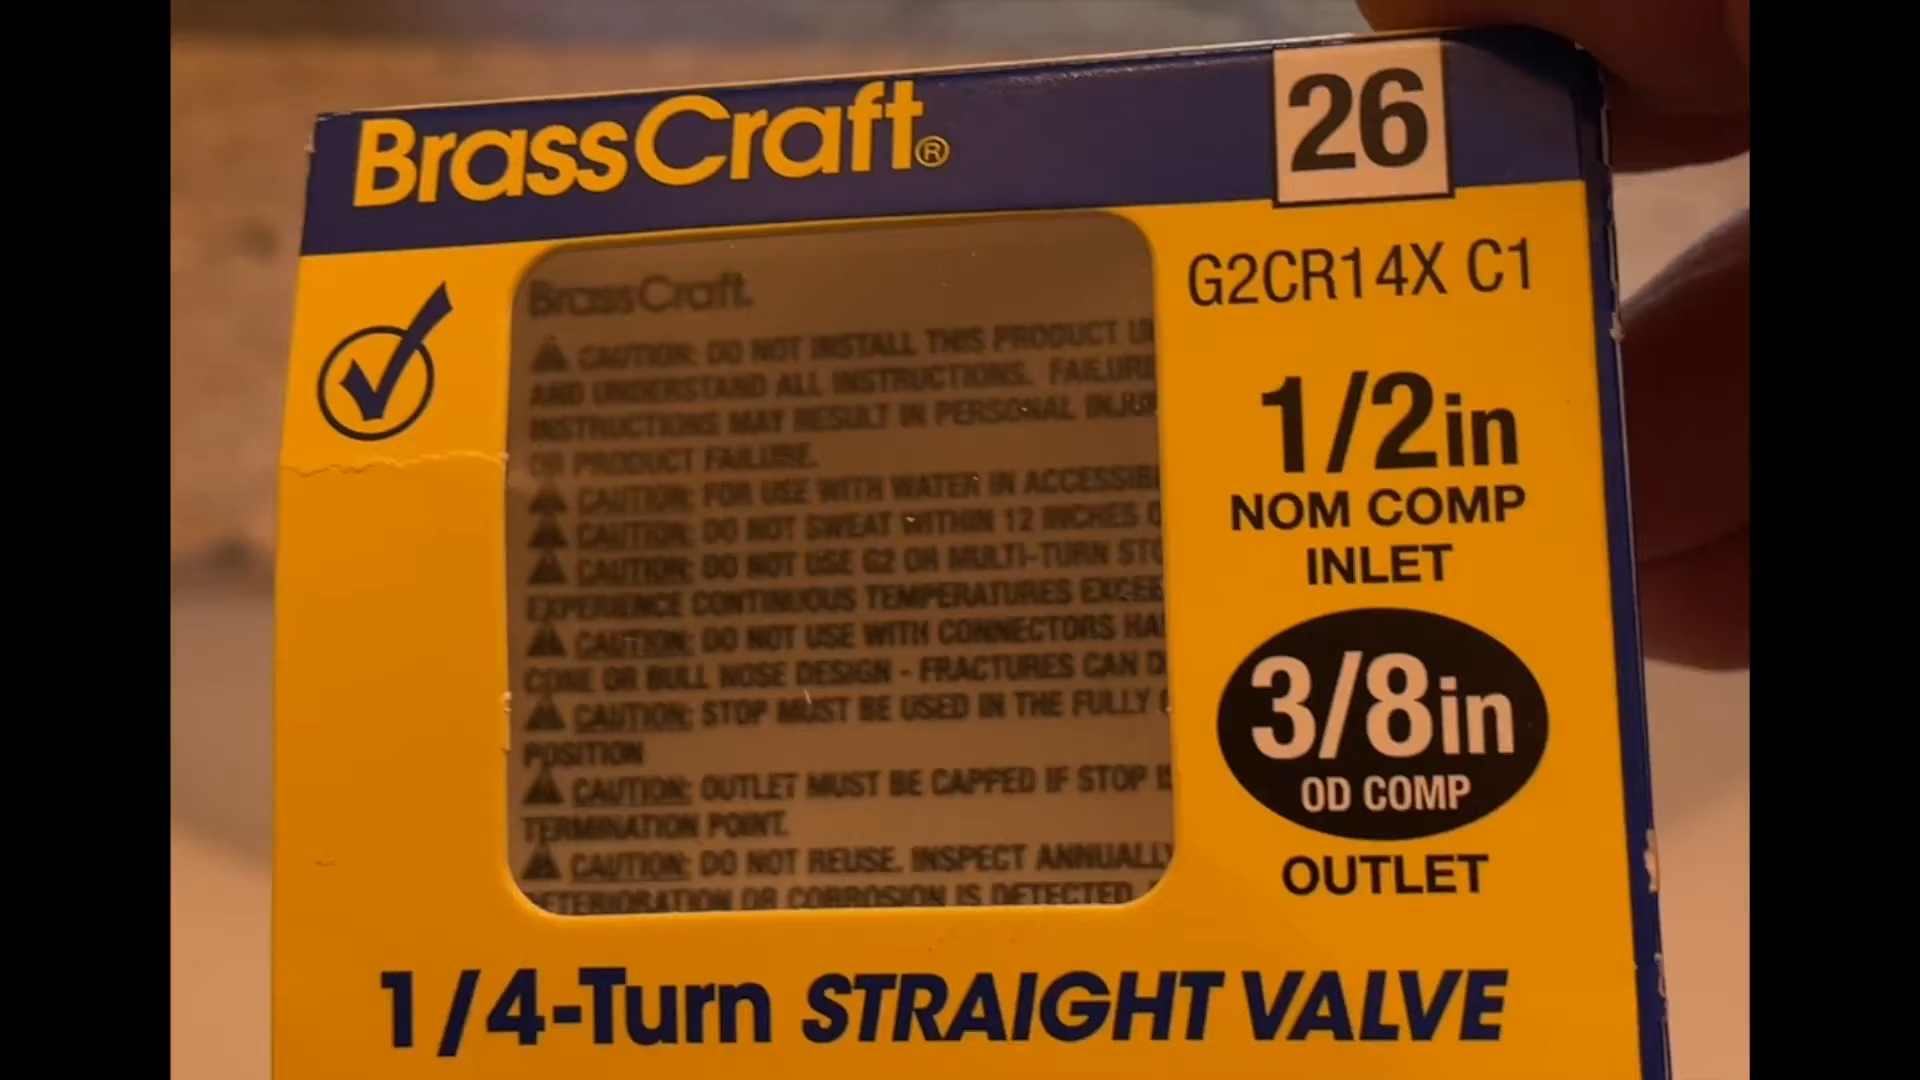 BrassCraft®
26
G2CR14X C1
1/2in
NOM COMP
INLET
3/8in
OD COMP
OUTLET
BrassCraft.
CAUTION: DO NOT INSTALL THIS PRODUCT
AND UNDERSTAND ALL INSTRUCTIONS. FAILURE
INSTRUCTIONS MAY RESULT IN PERSONAL
OR PRODUCT FAILURE.
CAUTION: FOR USE WITH WATER IN
CAUTION: DO NOT SWEAT WITHIN 12 INCHES
CAUTION: DO NOT USE G2 OR MULTI-TURN
EXPERIENCE CONTINUOUS TEMPERATURES
CAUTION: DO NOT USE WITH CONNECTORS
CONE OR BULL NOSE DESIGN - FRACTURES CAN
CAUTION: STOP MUST BE USED IN THE FULLY
POSITION
CAUTION: OUTLET MUST BE CAPPED IF STOP
TERMINATION POINT.
CAUTION: DO NOT REUSE. INSPECT ANNUALLY
DETERIORATION OR CORROSION IS DETECTED,
1/4-Turn STRAIGHT VALVE